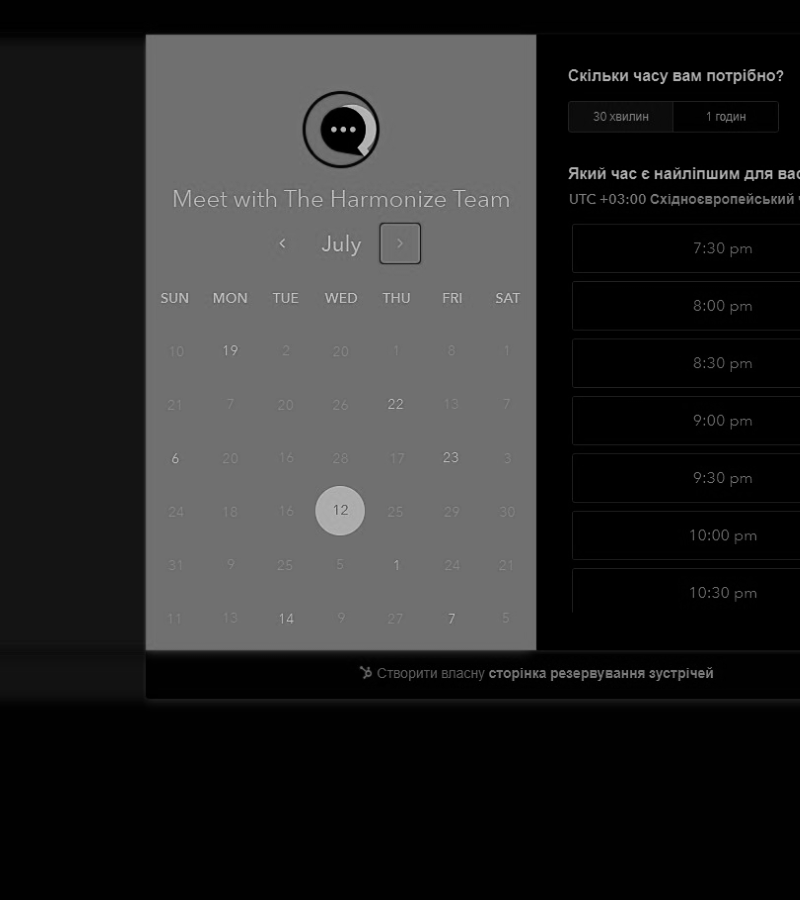 Meet with The Harmonize Team
July
SUN MON TUE WED THU FRI SAT
10 19 2 20 1 8 1
21 7 20 26 22 13 7
6 20 16 28 17 23 3
24 18 16 12 25 29 30
31 9 25 5 1 24 21
11 13 14 9 27 7 5
Скільки часу вам потрібно?
30 хвилин 1 годин
Який час є найліпшим для вас
UTC +03:00 Східноєвропейський
7:30 pm
8:00 pm
8:30 pm
9:00 pm
9:30 pm
10:00 pm
10:30 pm
Створити власну сторінка резервування зустрічей